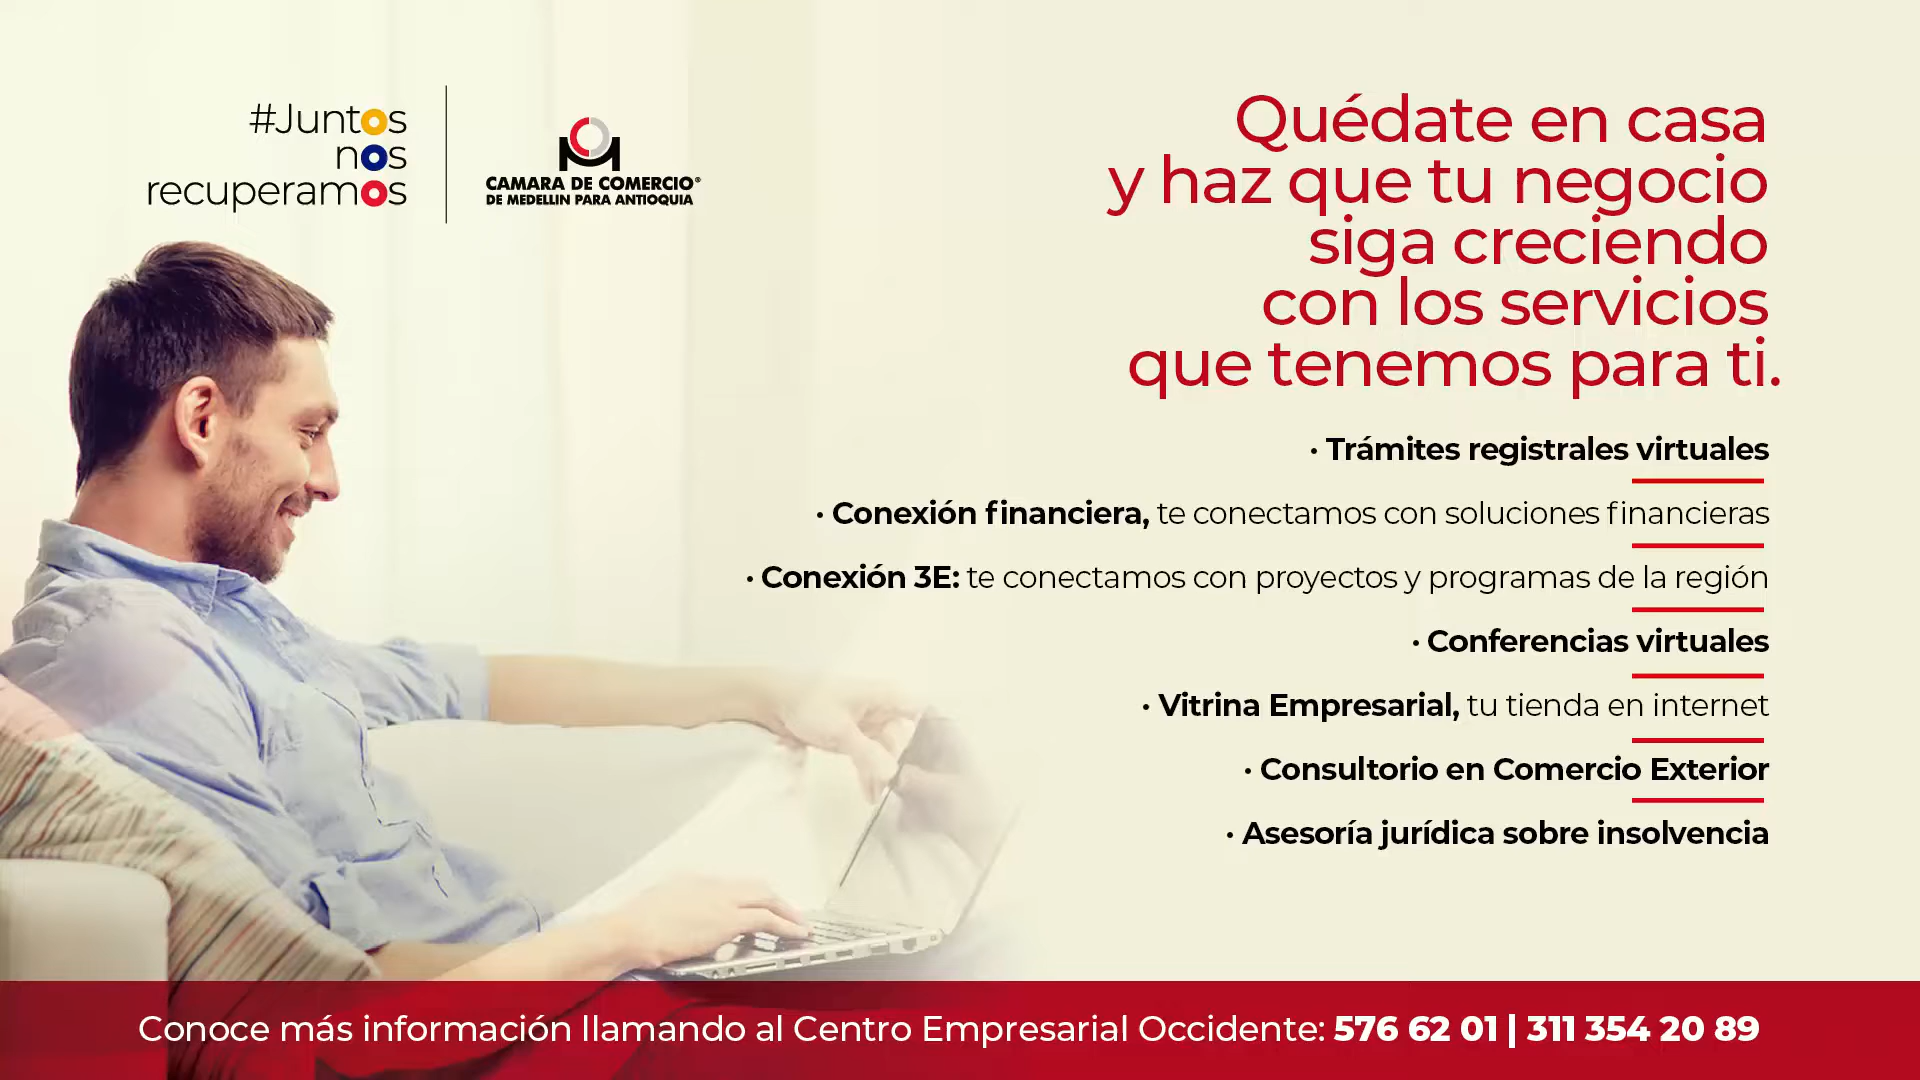 #Juntos
nos
recuperamos
CAMARA DE COMERCIO®
DE MEDELLIN PARA ANTIOQUIA
Quédate en casa
y haz que tu negocio
siga creciendo
con los servicios
que tenemos para ti.
· Trámites registrales virtuales
· Conexión financiera, te conectamos con soluciones financieras
· Conexión 3E: te conectamos con proyectos y programas de la región
· Conferencias virtuales
· Vitrina Empresarial, tu tienda en internet
· Consultorio en Comercio Exterior
· Asesoría jurídica sobre insolvencia
Conoce más información llamando al Centro Empresarial Occidente: 576 62 01 | 311 354 20 89